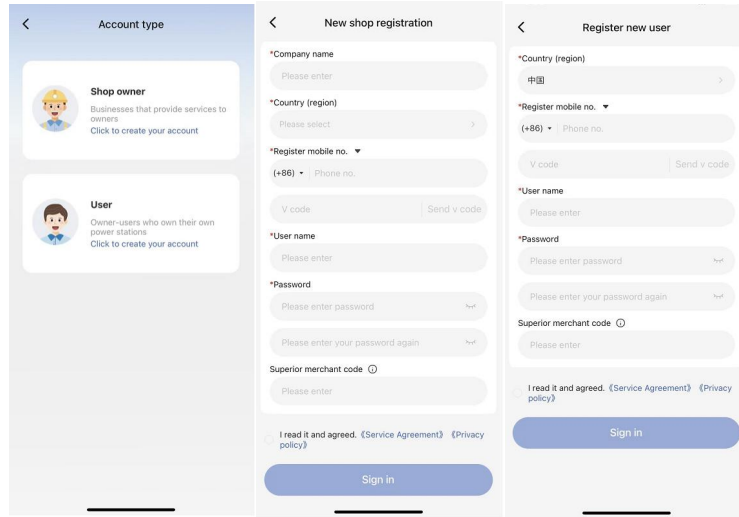 Account type
Shop owner
Businesses that provide services to
owners
Click to create your account
User
Owner-users who own their own
power stations
Click to create your account
New shop registration
*Company name
Please enter
*Country (region)
Please select
*Register mobile no. ▼
(+86) Phone no.
V code Send v code
*User name
Please enter
*Password
Please enter password
Please enter your password again
Superior merchant code
Please enter
I read it and agreed.《Service Agreement》《Privacy
policy》
Sign in
Register new user
*Country (region)
中国
*Register mobile no. ▼
(+86) Phone no.
V code Send v code
*User name
Please enter
*Password
Please enter password
Please enter your password again
Superior merchant code
Please enter
I read it and agreed.《Service Agreement》《Privacy
policy》
Sign in